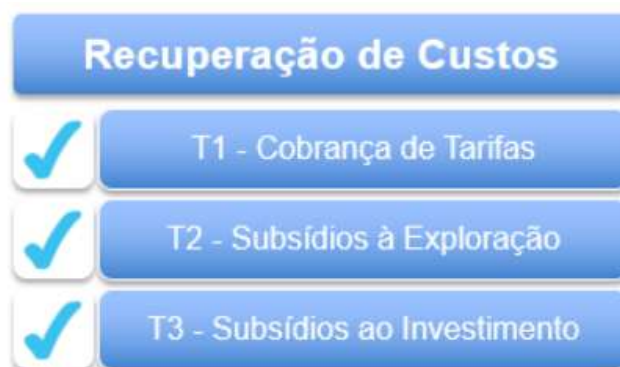 Recuperação de Custos
T1 - Cobrança de Tarifas
T2 - Subsídios à Exploração
T3 - Subsídios ao Investimento